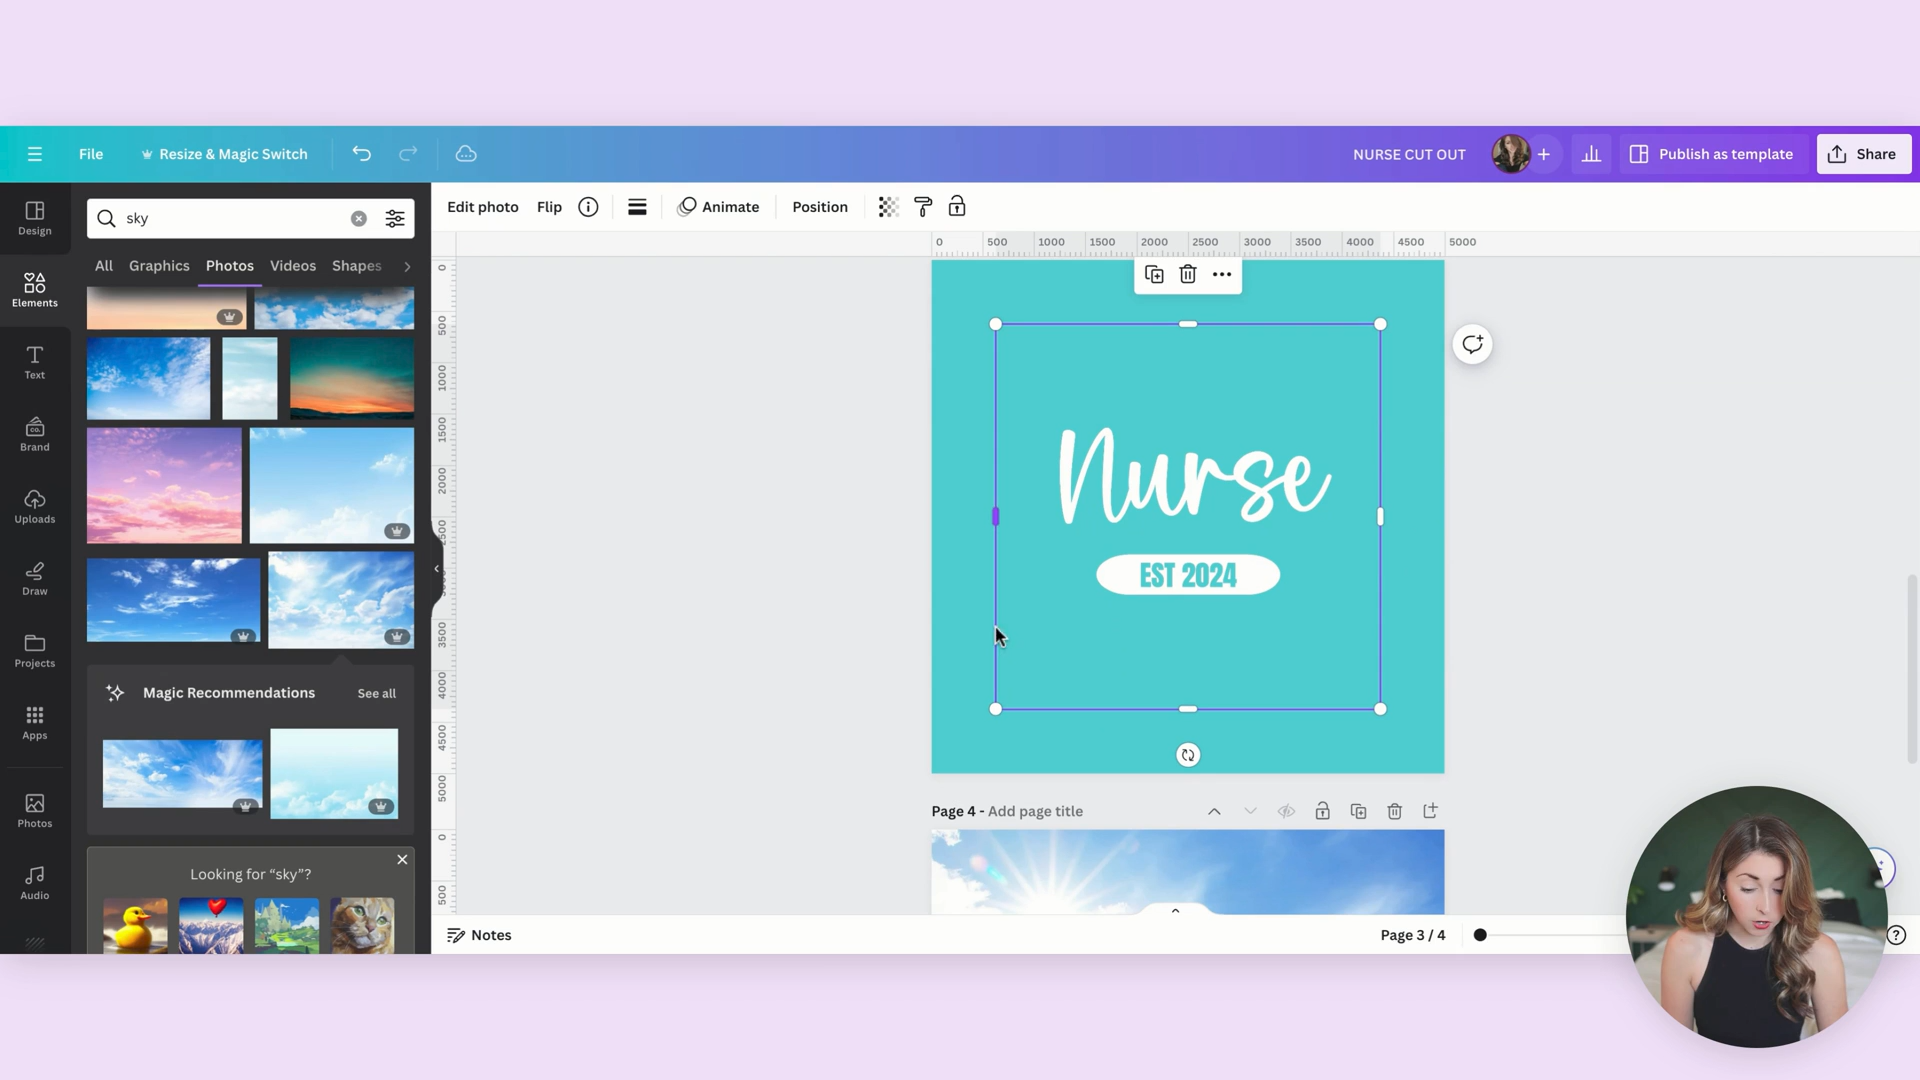 File
Resize & Magic Switch
NURSE CUT OUT
Publish as template
Share
Design
Elements
Text
Brand
Uploads
Draw
Projects
Apps
Photos
Audio
sky
All Graphics Photos Videos Shapes
Magic Recommendations
See all
Looking for “sky”?
Edit photo
Flip
Animate
Position
0 500 1000 1500 2000 2500 3000 3500 4000 4500 5000
0
500
1000
1500
2000
2500
3500
4000
4500
5000
0
500
Nurse
EST 2024
Page 4 - Add page title
Notes
Page 3 / 4